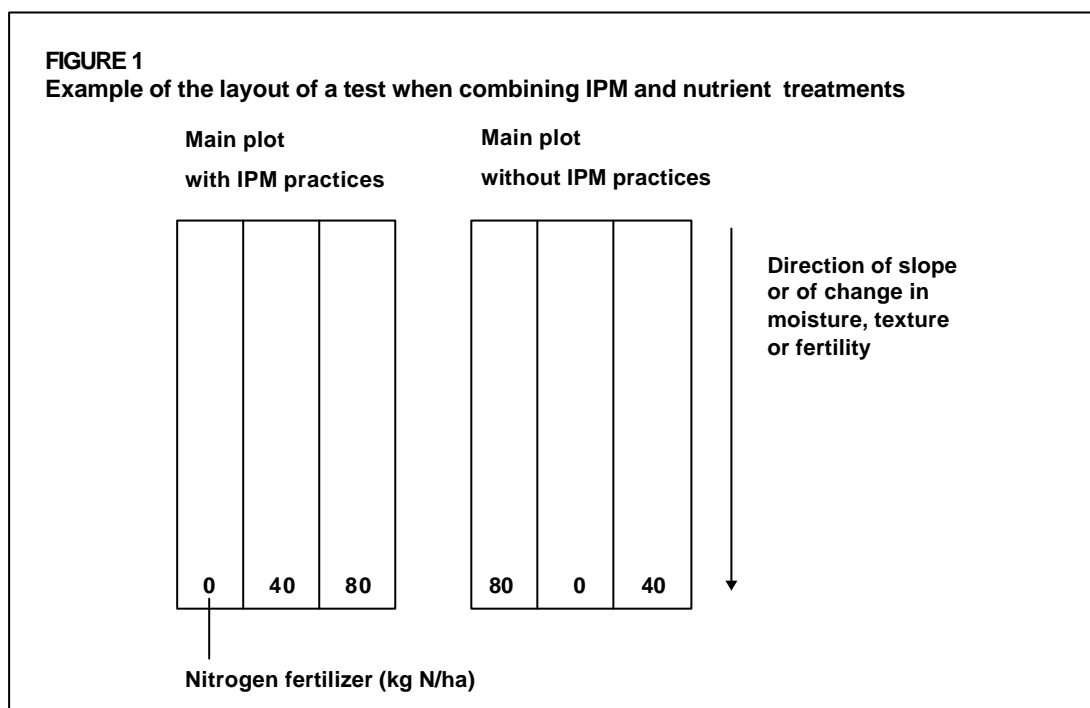 FIGURE 1
Example of the layout of a test when combining IPM and nutrient treatments
Main plot
with IPM practices
Main plot
without IPM practices
Direction of slope
or of change in
moisture, texture
or fertility
0 40 80
80 0 40
Nitrogen fertilizer (kg N/ha)